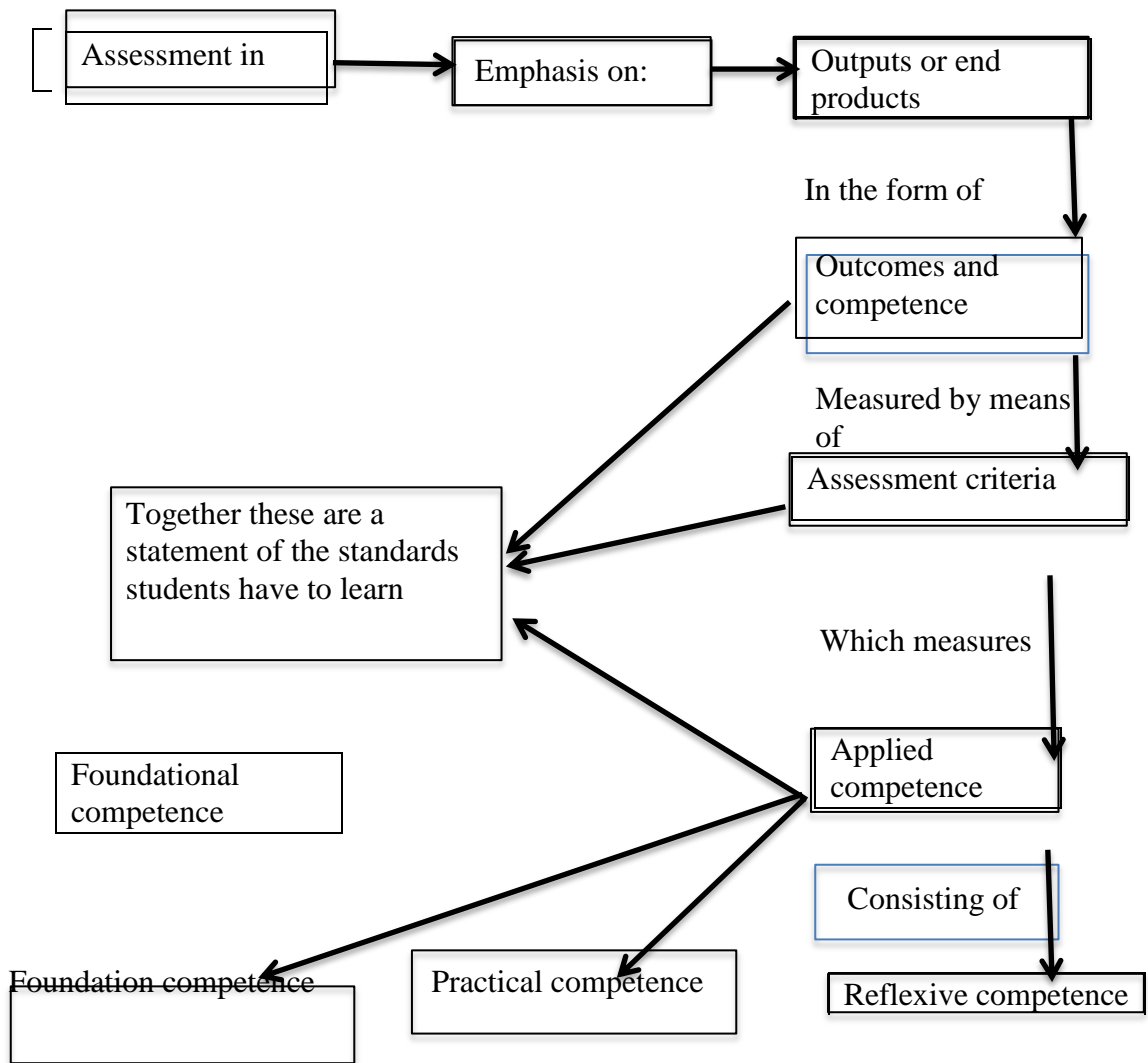 Assessment in
Emphasis on:
Outputs or end
products
In the form of
Outcomes and
competence
Measured by means
of
Assessment criteria
Together these are a
statement of the standards
students have to learn
Which measures
Applied
competence
Foundational
competence
Consisting of
Foundation competence
Practical competence
Reflexive competence